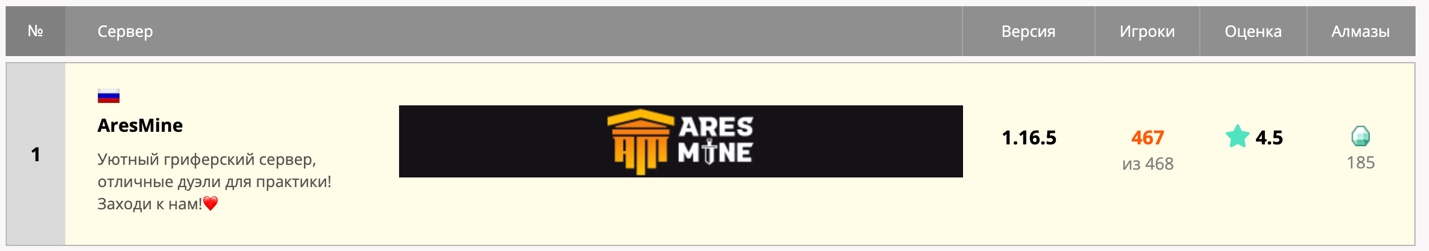 № Сервер Версия Игроки Оценка Алмазы
1
AresMine
Уютный гриферский сервер,
отличные дуэли для практики!
Заходи к нам!❤️
ARES
MINE
1.16.5
467
из 468
4.5
185